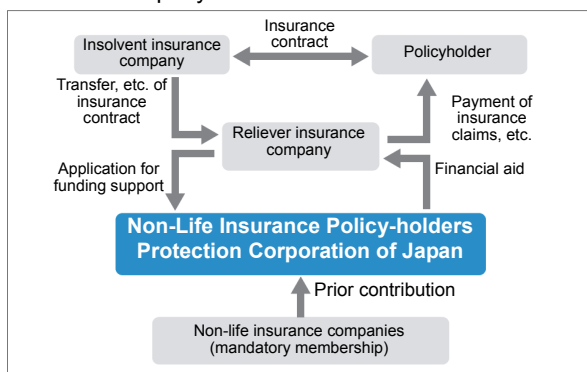 Insurance
contract
Insolvent insurance
company
Policyholder
Transfer, etc. of
insurance
contract
Payment of
insurance
claims, etc.
Reliever insurance
company
Application for
funding support
Financial aid
Non-Life Insurance Policy-holders
Protection Corporation of Japan
Prior contribution
Non-life insurance companies
(mandatory membership)